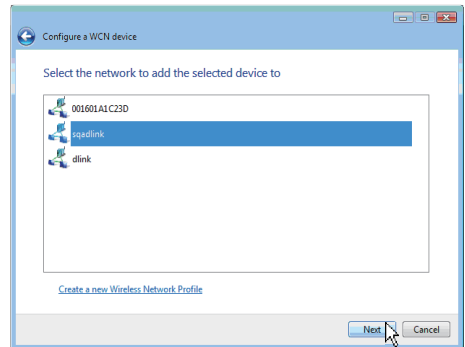 Configure a WCN device
Select the network to add the selected device to
001601A1C23D
sqadlink
dlink
Create a new Wireless Network Profile
Next
Cancel